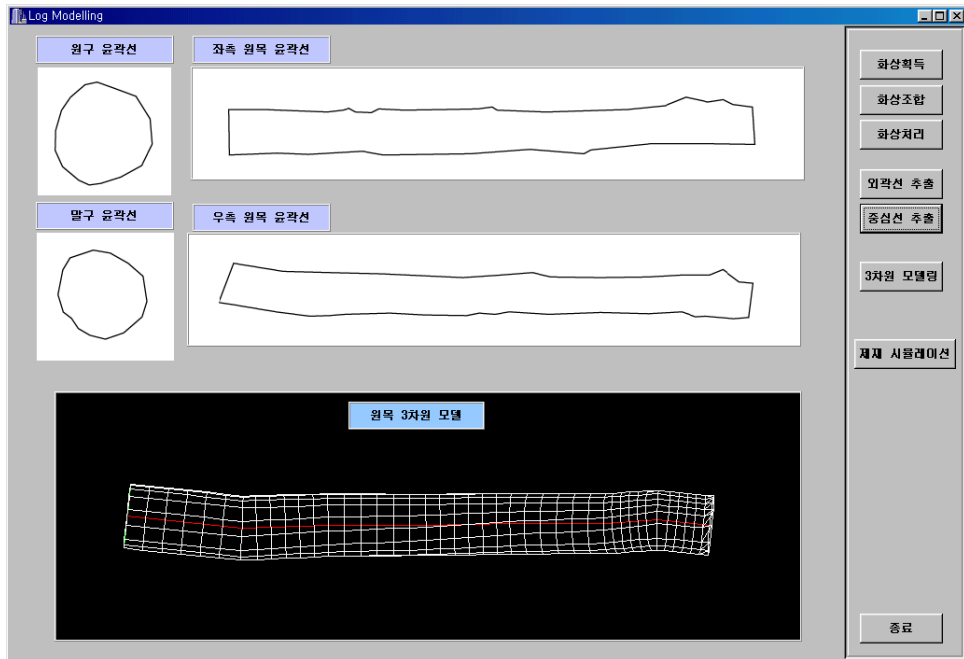 Log Modelling
원구 윤곽선
좌측 원목 윤곽선
말구 윤곽선
우측 원목 윤곽선
원목 3차원 모델
화상획득
화상조합
화상처리
외곽선 추출
중심선 추출
3차원 모델링
제재 시뮬레이션
종료